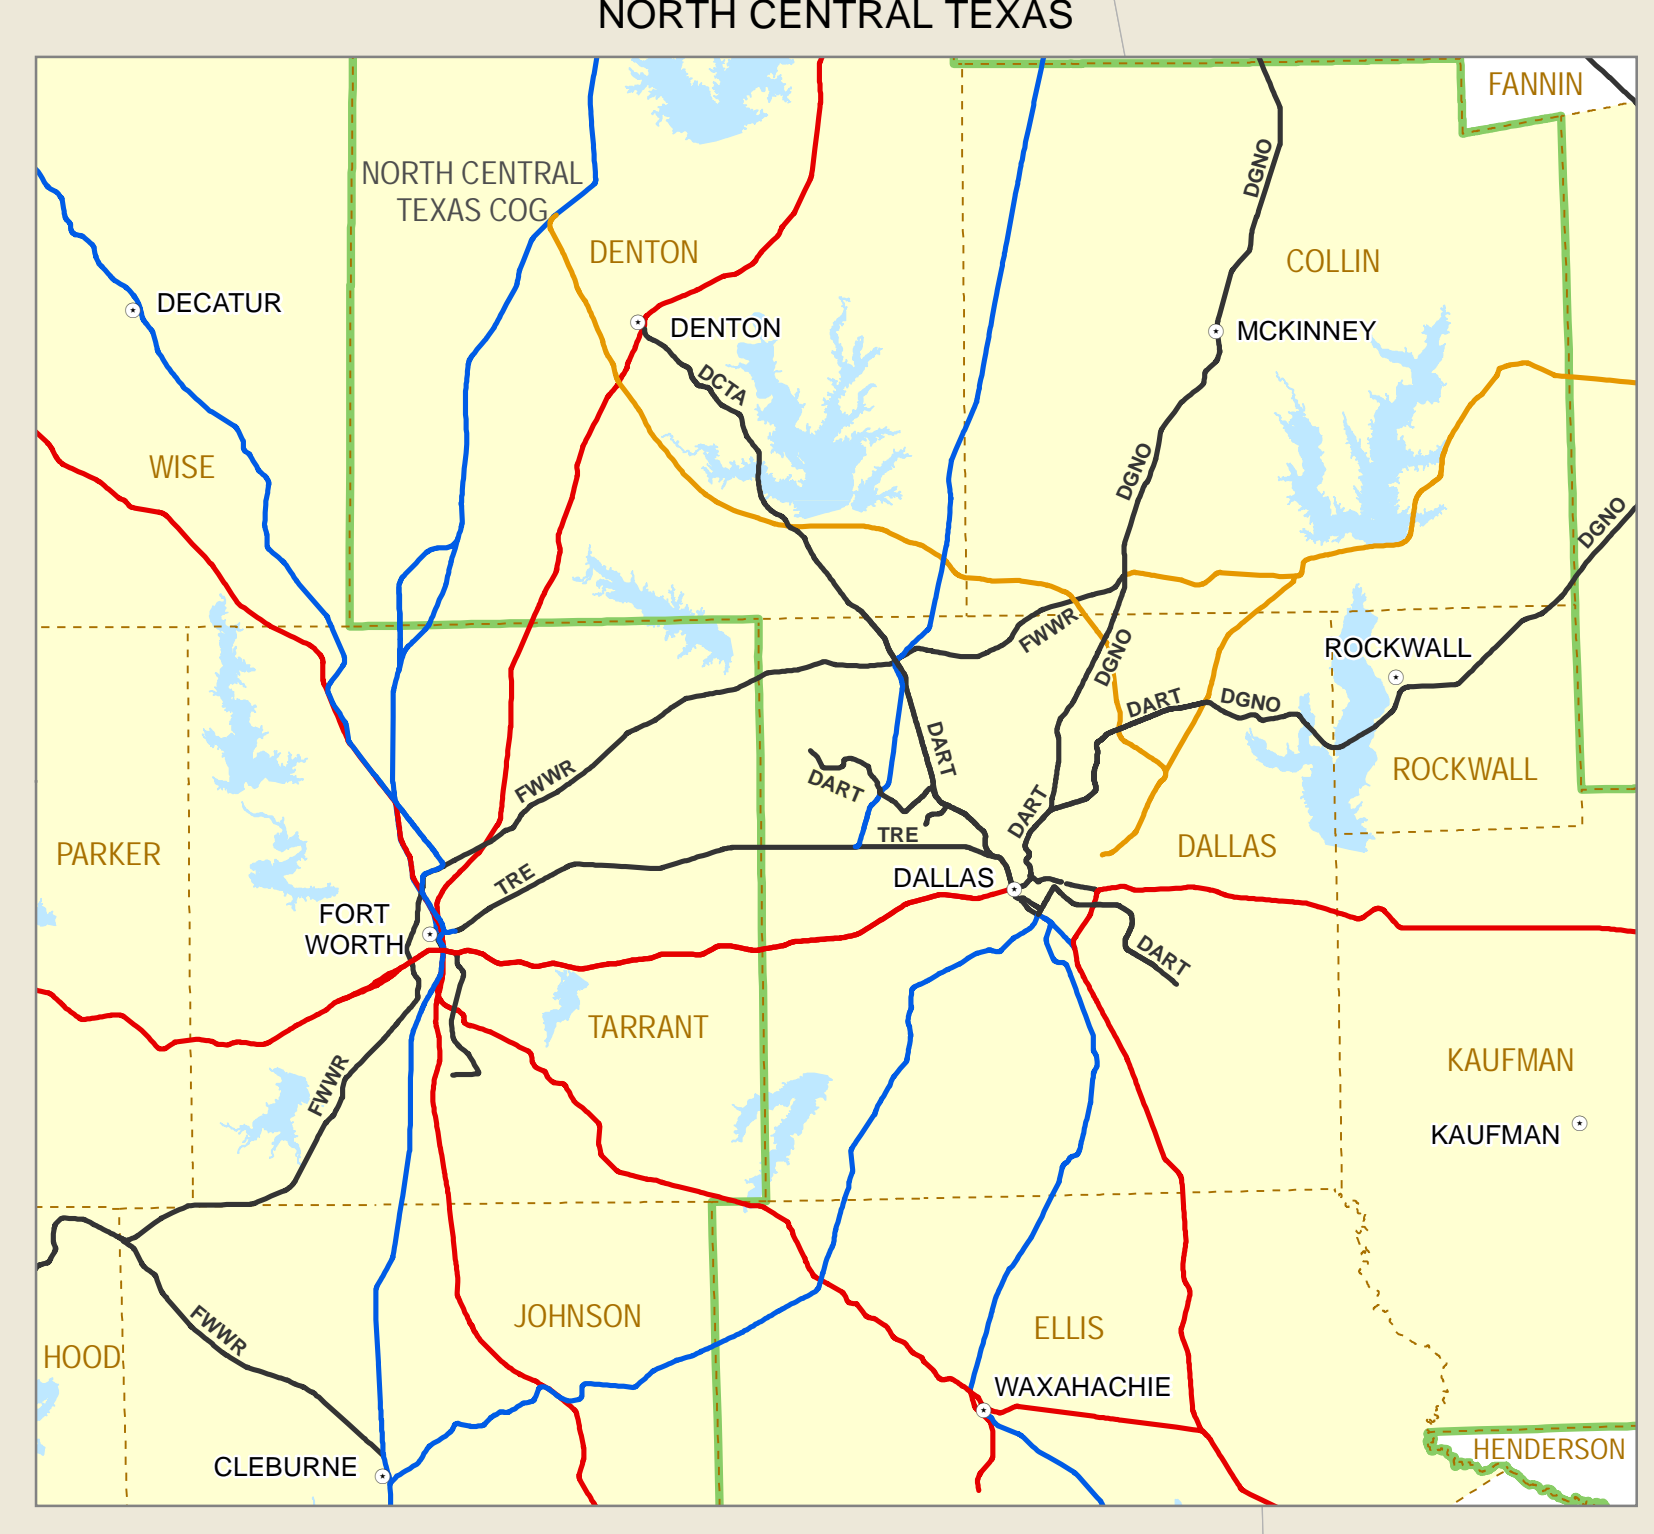 NORTH CENTRAL TEXAS
FANNIN
DGNO
NORTH CENTRAL
TEXAS COG
DENTON
COLLIN
DECATUR
DENTON
MCKINNEY
DCTA
WISE
DGNO
DGNO
FWWR
DGNO
ROCKWALL
DART
DGNO
DART
FWWR
DART
ROCKWALL
DART
TRE
PARKER
DALLAS
TRE
DALLAS
FORT
WORTH
DART
TARRANT
KAUFMAN
FWWR
KAUFMAN
JOHNSON
ELLIS
FWWR
HOOD
WAXAHACHIE
CLEBURNE
HENDERSON